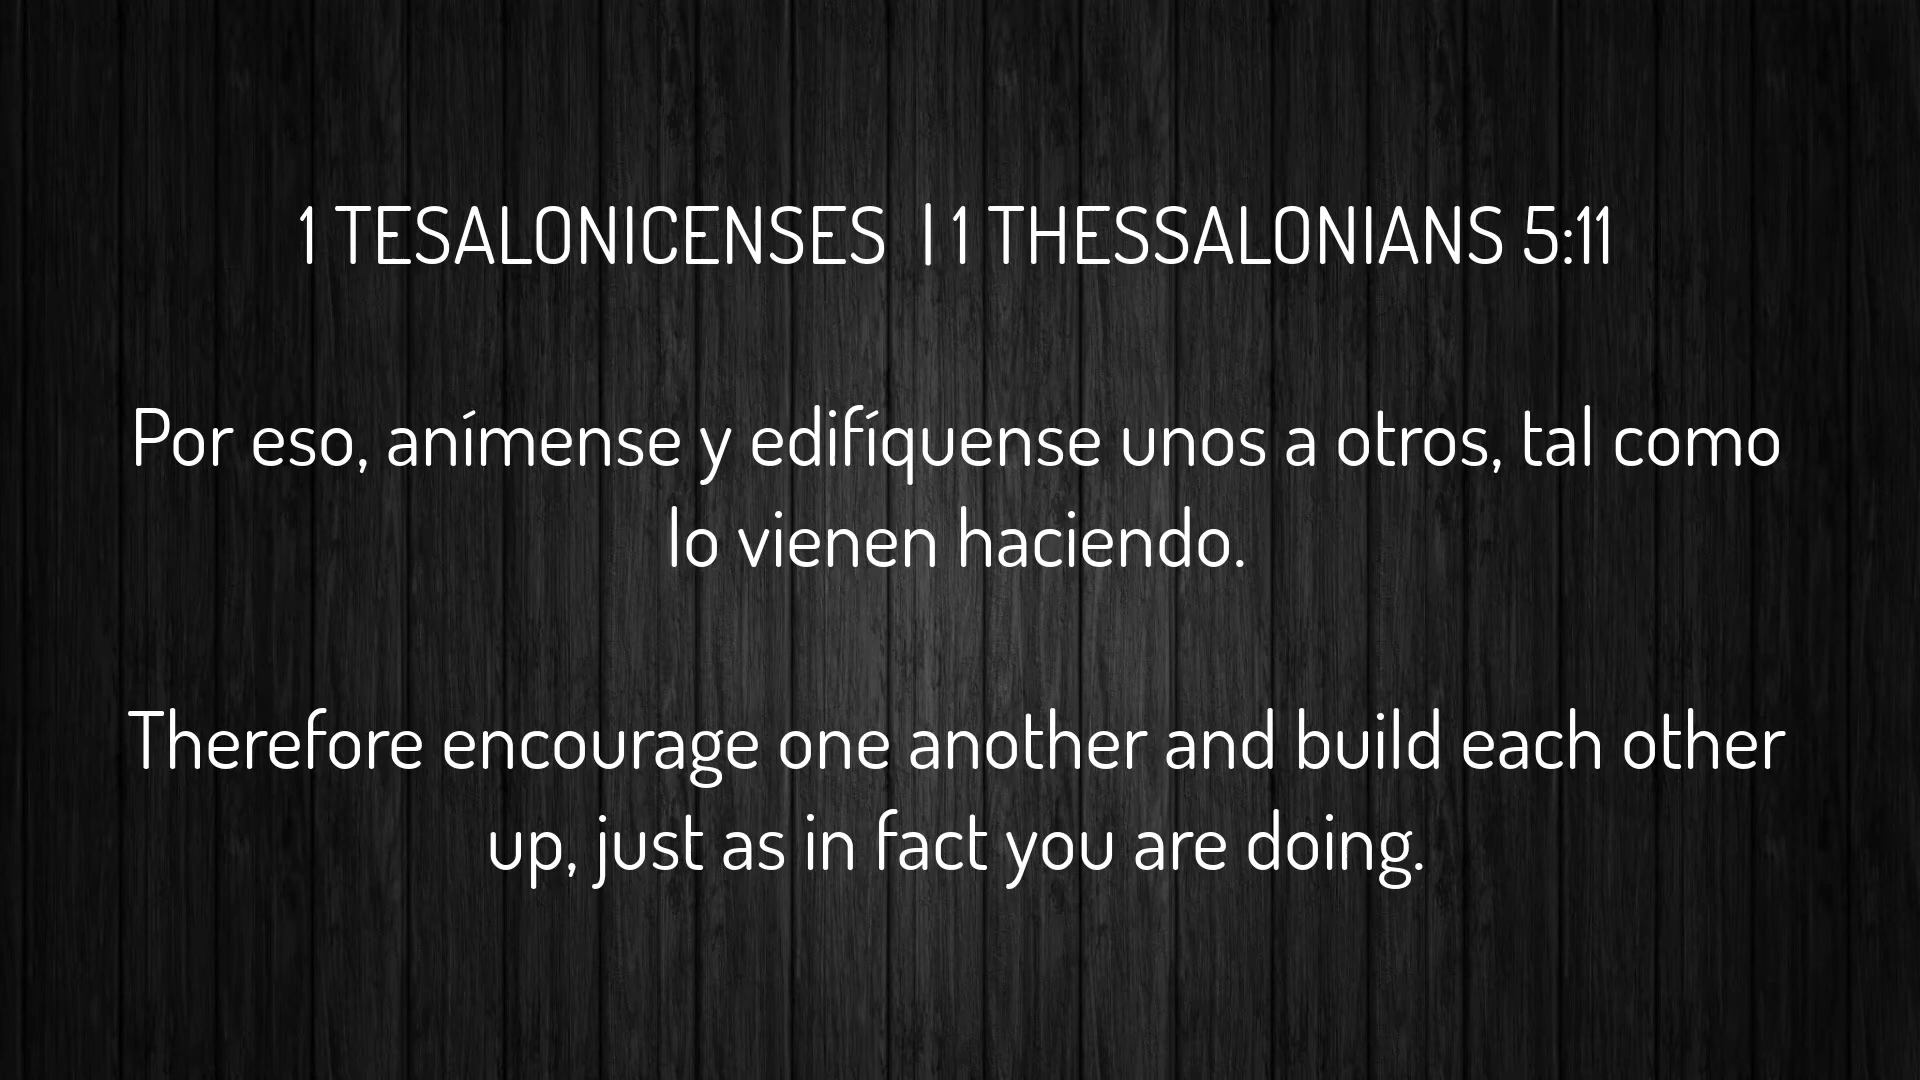 1 TESALONICENSES | 1 THESSALONIANS 5:11
Por eso, anímense y edifíquense unos a otros, tal como
lo vienen haciendo.
Therefore encourage one another and build each other
up, just as in fact you are doing.